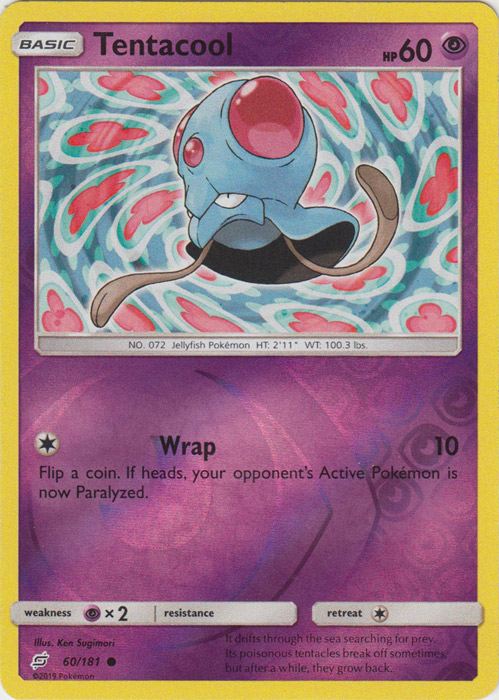 BASIC Tentacool HP60
NO. 072 Jellyfish Pokémon HT: 2'11" WT: 100.3 lbs.
Wrap 10
Flip a coin. If heads, your opponent's Active Pokémon is
now Paralyzed.
weakness ×2 resistance retreat
Illus. Ken Sugimori
60/181
©2019 Pokémon
It drifts through the sea searching for prey.
Its poisonous tentacles break off sometimes,
but after a while, they grow back.